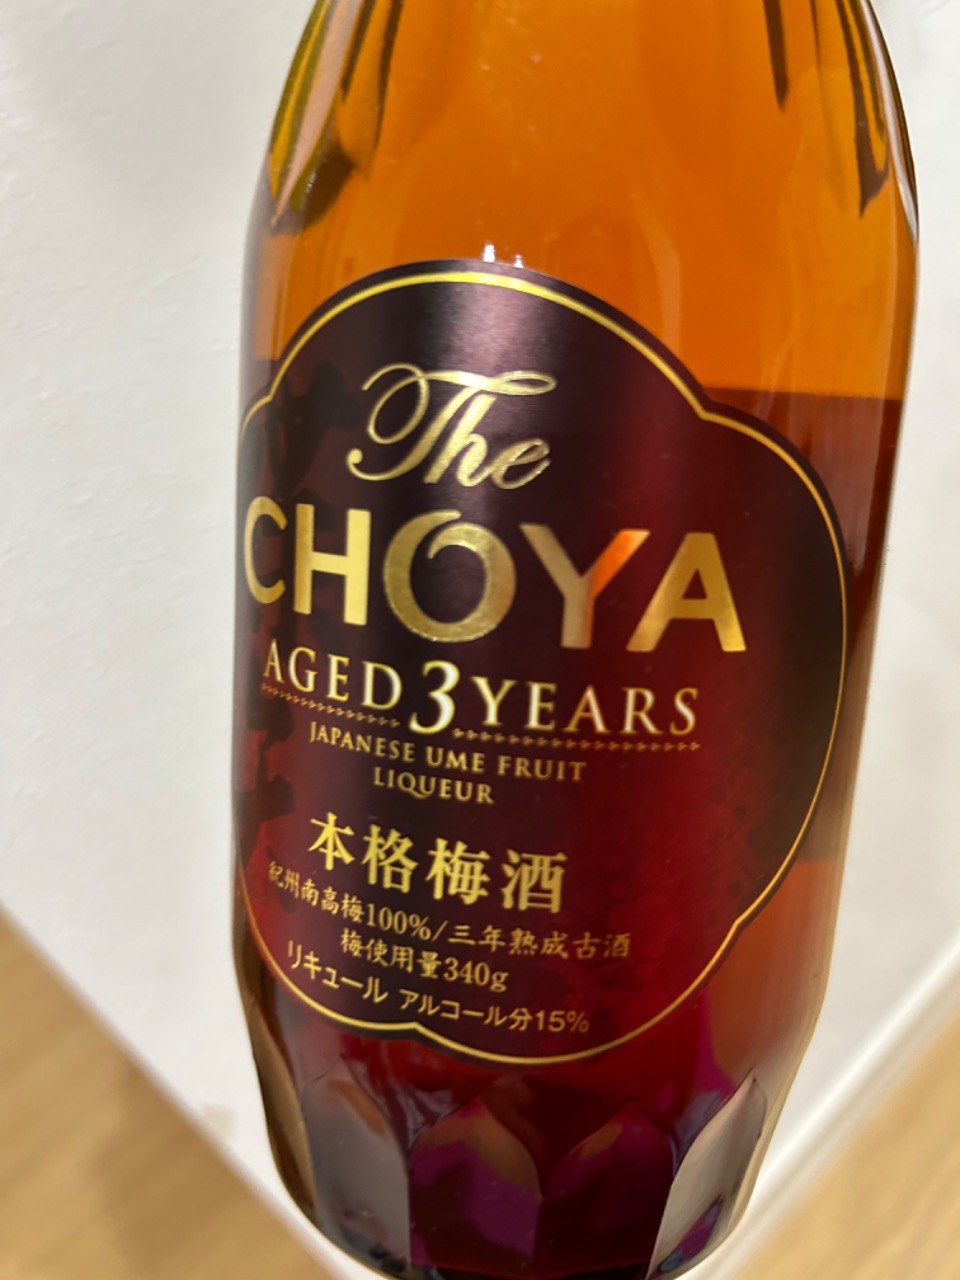 The
CHOYA
AGED 3 YEARS
JAPANESE UME FRUIT
LIQUEUR
本格梅酒
紀州南高梅100%/三年熟成古酒
梅使用量340g
リキュール アルコール分15%